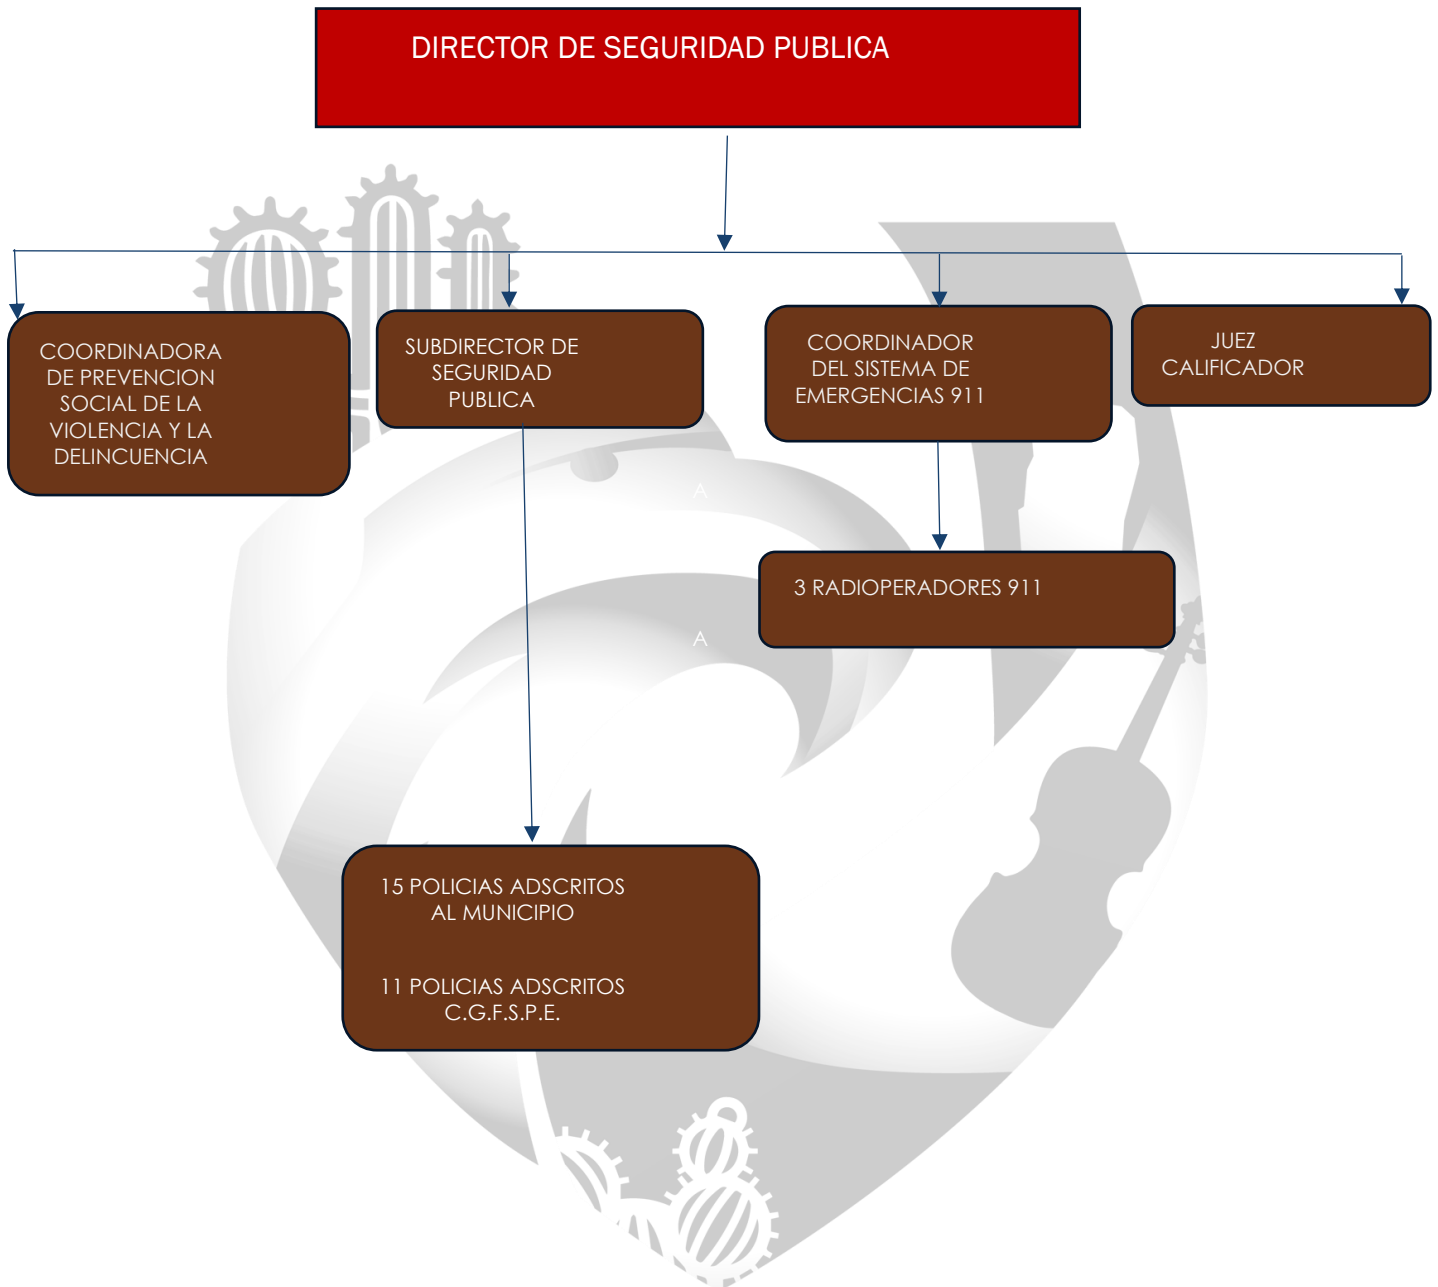 DIRECTOR DE SEGURIDAD PUBLICA
COORDINADORA
DE PREVENCION
SOCIAL DE LA
VIOLENCIA Y LA
DELINCUENCIA
SUBDIRECTOR DE
SEGURIDAD
PUBLICA
COORDINADOR
DEL SISTEMA DE
EMERGENCIAS 911
JUEZ
CALIFICADOR
A
3 RADIOPERADORES 911
A
15 POLICIAS ADSCRITOS
AL MUNICIPIO
11 POLICIAS ADSCRITOS
C.G.F.S.P.E.